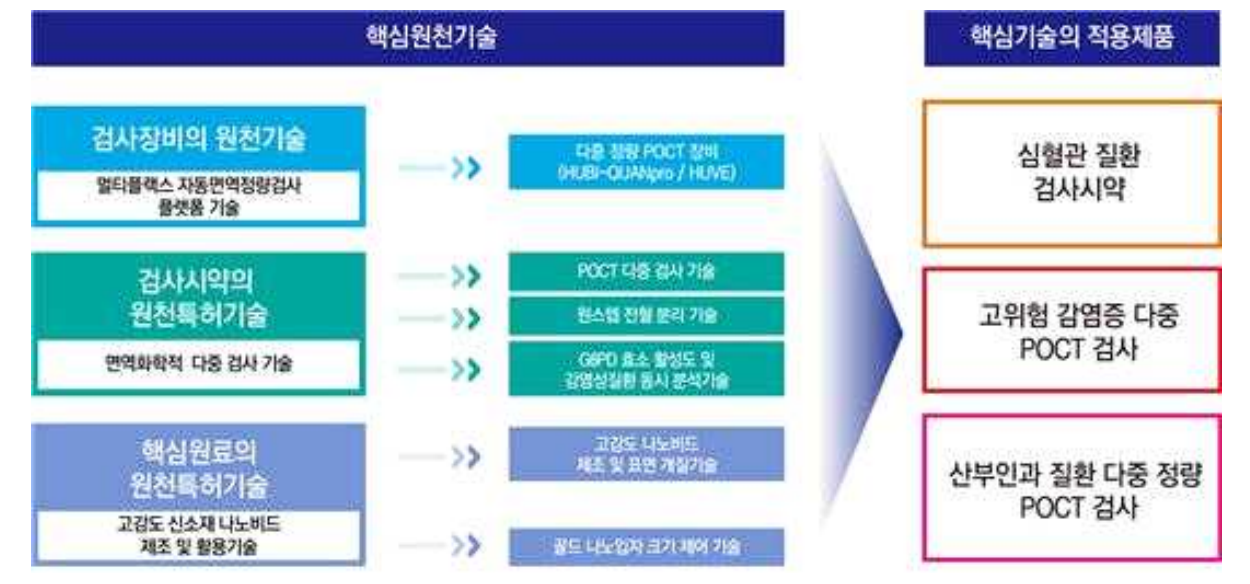 핵심원천기술
핵심기술의 적용제품
검사장비의 원천기술
멀티플랙스 자동면역정량검사
플랫폼 기술
다중 정량 POCT 장비
(HUBI-QUANpro / HUVE)
검사시약의
원천특허기술
면역화학적 다중 검사 기술
POCT 다중 검사 기술
원스텝 전혈 분리 기술
G6PD 효소 활성도 및
감염성질환 동시 분석기술
핵심원료의
원천특허기술
고강도 신소재 나노비드
제조 및 활용기술
고강도 나노비드
제조 및 표면 개질기술
골드 나노입자 크기 제어 기술
심혈관 질환
검사시약
고위험 감염증 다중
POCT 검사
산부인과 질환 다중 정량
POCT 검사